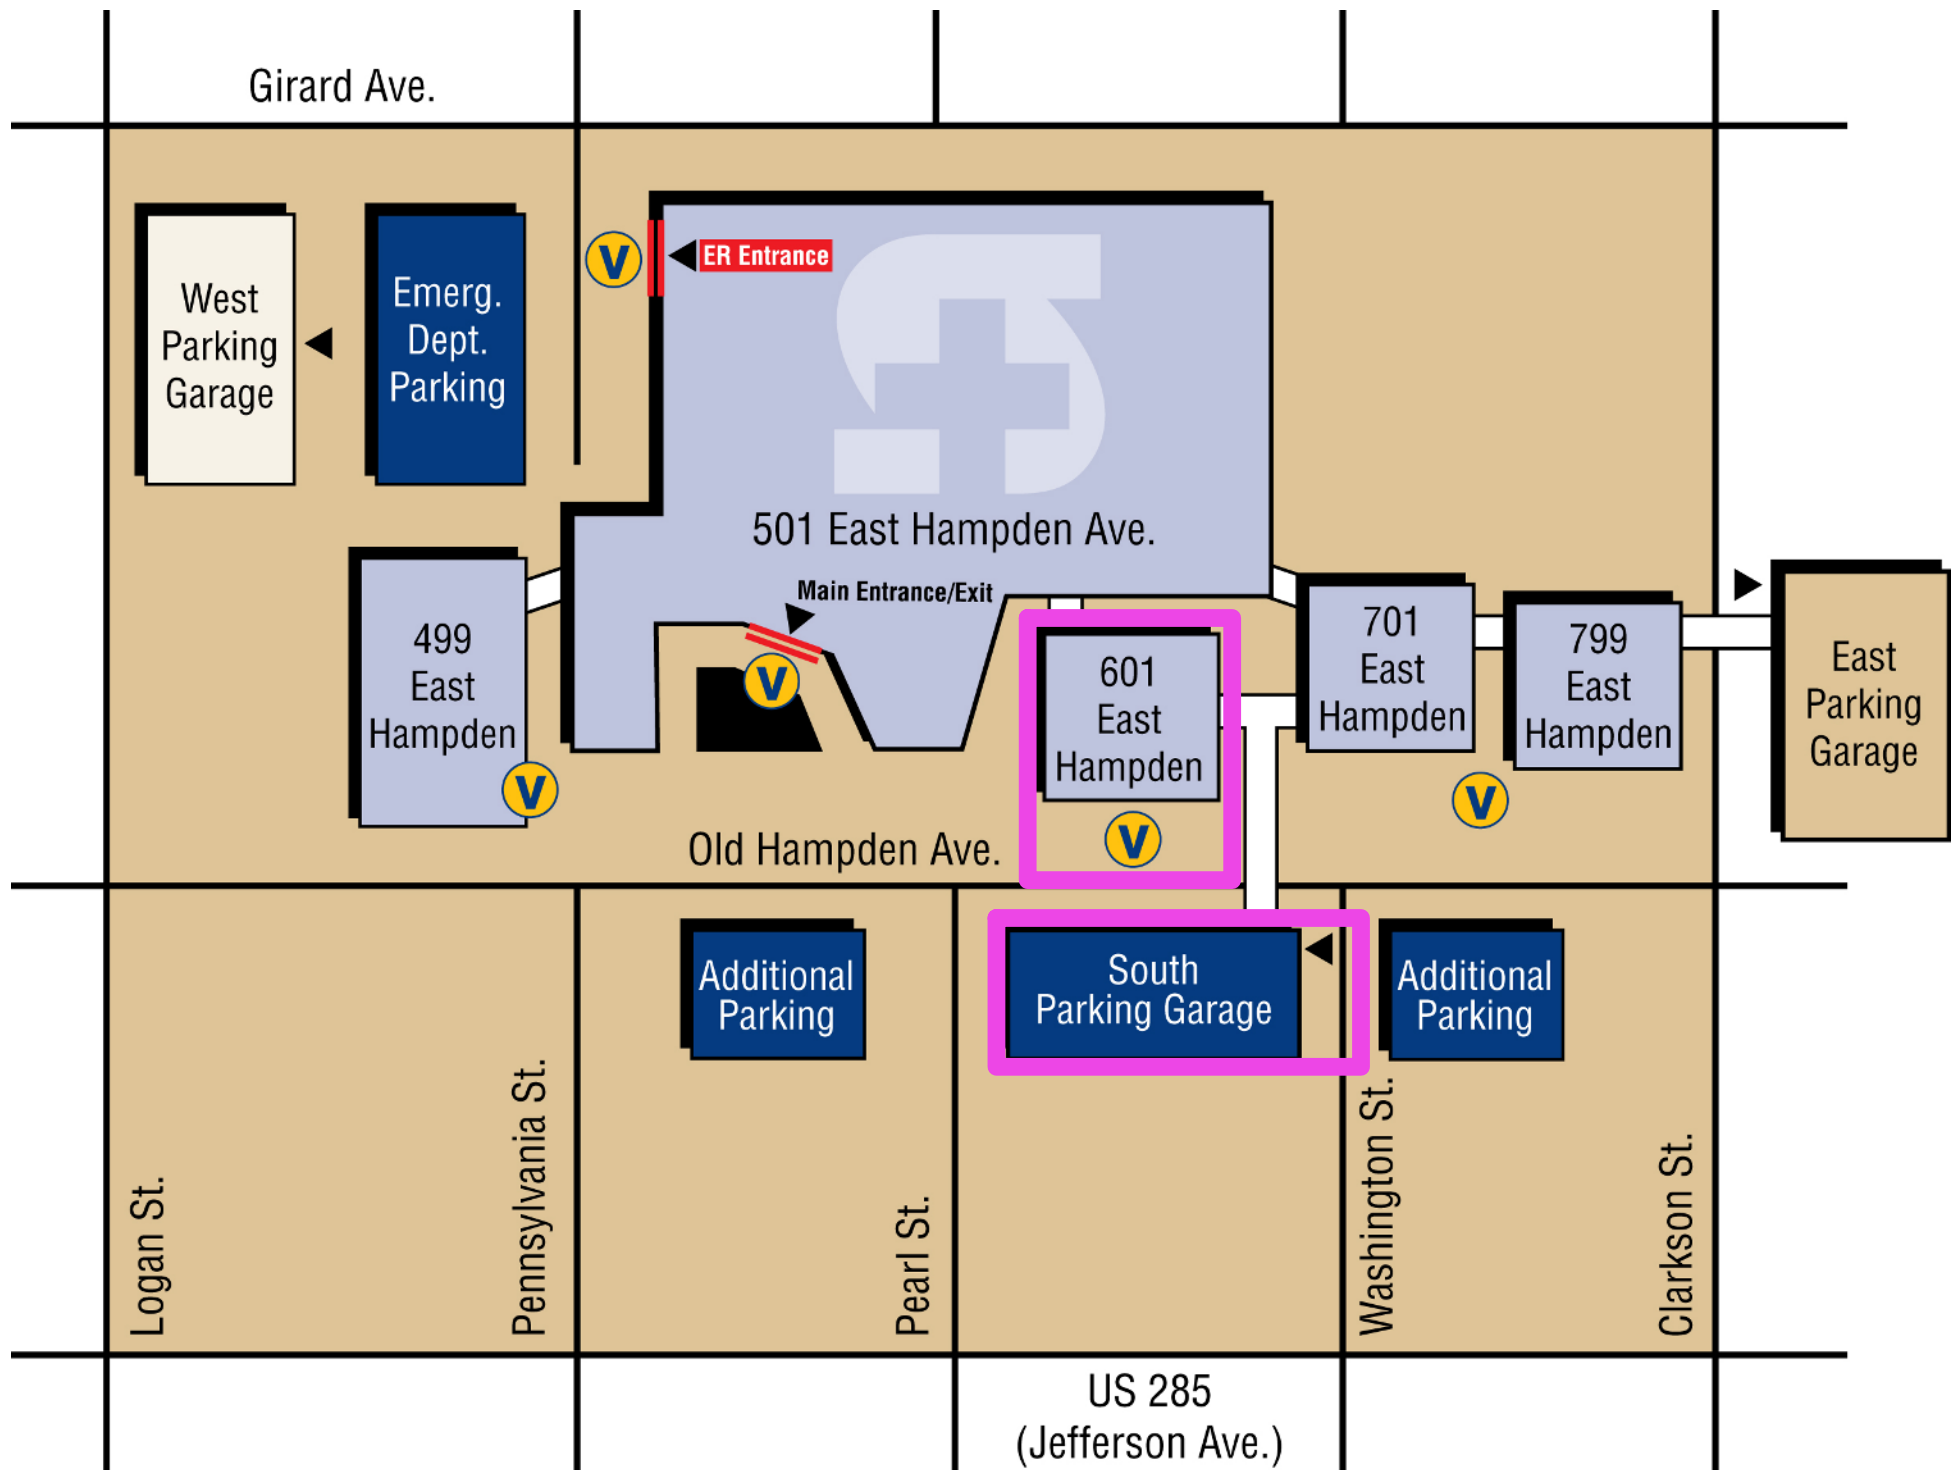 Girard Ave.
West
Parking
Garage
Emerg.
Dept.
Parking
V
ER Entrance
501 East Hampden Ave.
Main Entrance/Exit
V
499
East
Hampden
V
601
East
Hampden
V
701
East
Hampden
799
East
Hampden
V
East
Parking
Garage
Old Hampden Ave.
Additional
Parking
South
Parking Garage
Additional
Parking
Logan St.
Pennsylvania St.
Pearl St.
Washington St.
Clarkson St.
US 285
(Jefferson Ave.)